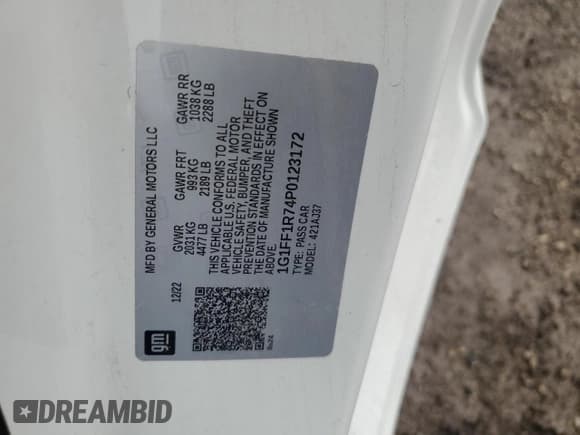 MFD BY GENERAL MOTORS LLC
12/22
GVWR
2031 KG
4477 LB
GAWR FRT
993 KG
2189 LB
GAWR RR
1038 KG
2288 LB
THIS VEHICLE CONFORMS TO ALL
APPLICABLE U.S. FEDERAL MOTOR
VEHICLE SAFETY, BUMPER, AND THEFT
PREVENTION STANDARDS IN EFFECT ON
THE DATE OF MANUFACTURE SHOWN
ABOVE.
1G1FF1R74P0123172
TYPE: PASS CAR
MODEL: 421AJ37
gm
DREAMBID